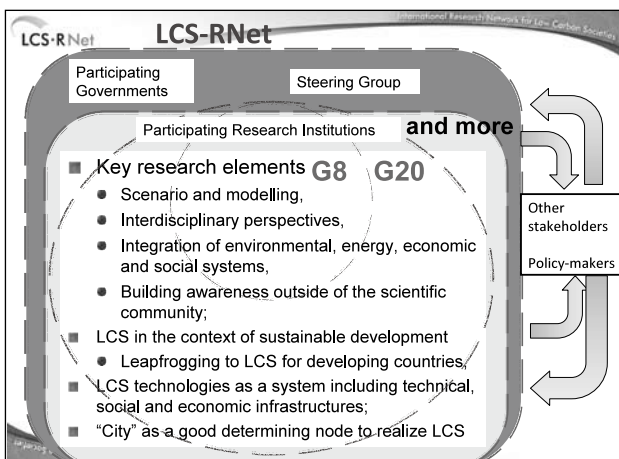 International Research Network for Low Carbon Societies
LCS-RNet
LCS-RNet
Participating
Governments
Steering Group
Participating Research Institutions
and more
Key research elements
G8 G20
Scenario and modelling,
Interdisciplinary perspectives,
Integration of environmental, energy, economic
and social systems,
Building awareness outside of the scientific
community;
LCS in the context of sustainable development
Leapfrogging to LCS for developing countries,
LCS technologies as a system including technical,
social and economic infrastructures;
“City” as a good determining node to realize LCS
Other
stakeholders
Policy-makers